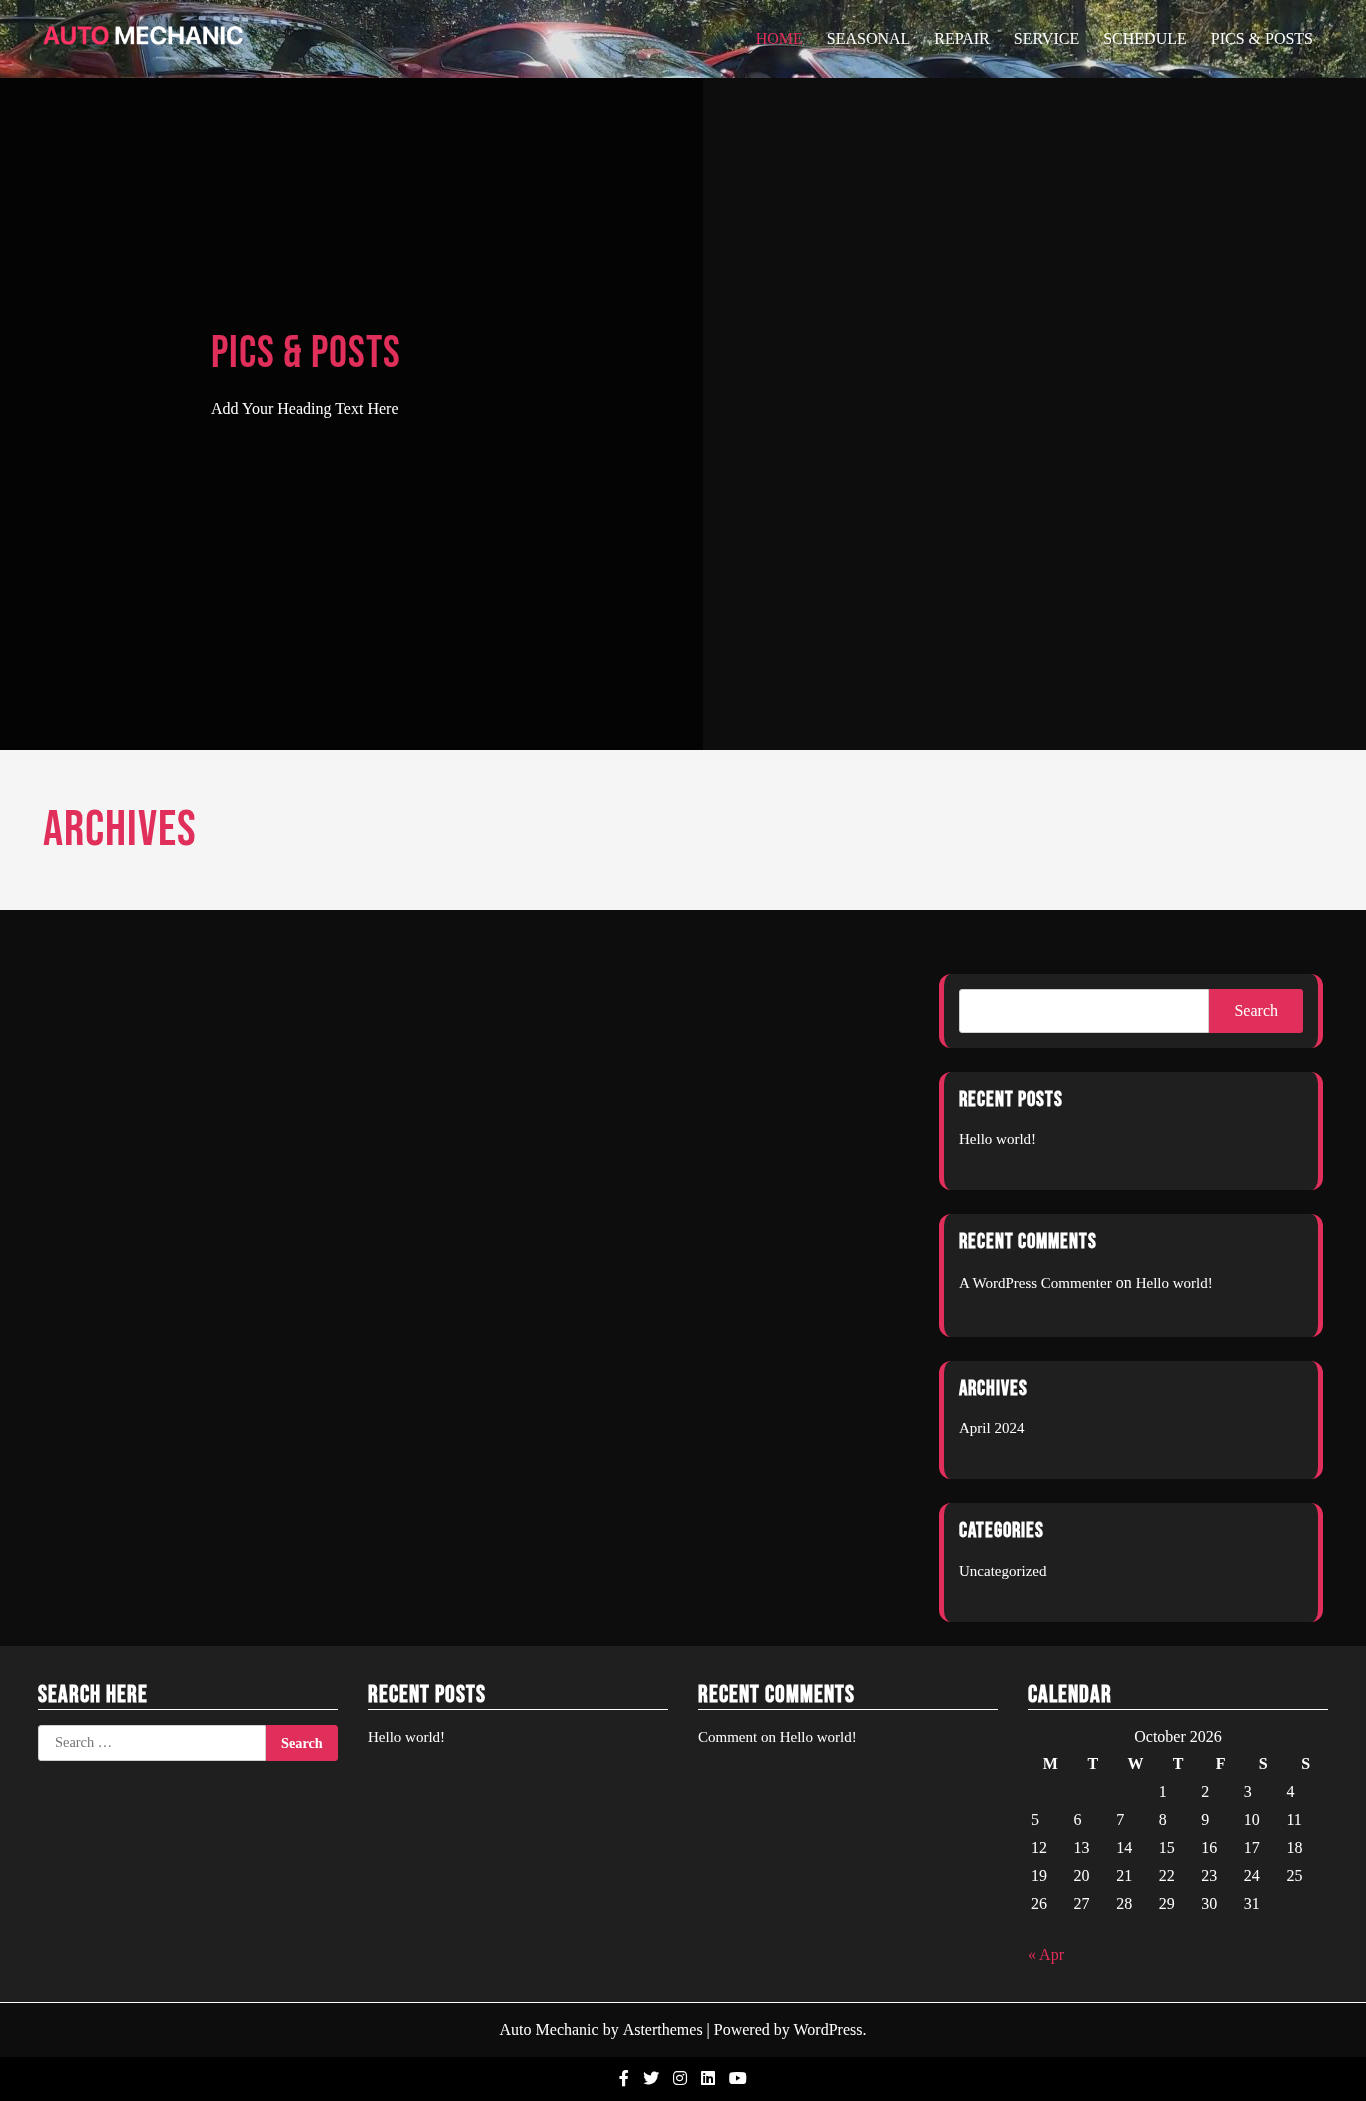 AUTO MECHANIC
HOME SEASONAL REPAIR SERVICE SCHEDULE PICS & POSTS
PICS & POSTS
Add Your Heading Text Here
ARCHIVES
Search
RECENT POSTS
Hello world!
RECENT COMMENTS
A WordPress Commenter on Hello world!
ARCHIVES
April 2024
CATEGORIES
Uncategorized
SEARCH HERE
Search …
Search
RECENT POSTS
Hello world!
RECENT COMMENTS
Comment on Hello world!
CALENDAR
October 2026
M T W T F S S
1 2 3 4
5 6 7 8 9 10 11
12 13 14 15 16 17 18
19 20 21 22 23 24 25
26 27 28 29 30 31
« Apr
Auto Mechanic by Asterthemes | Powered by WordPress.